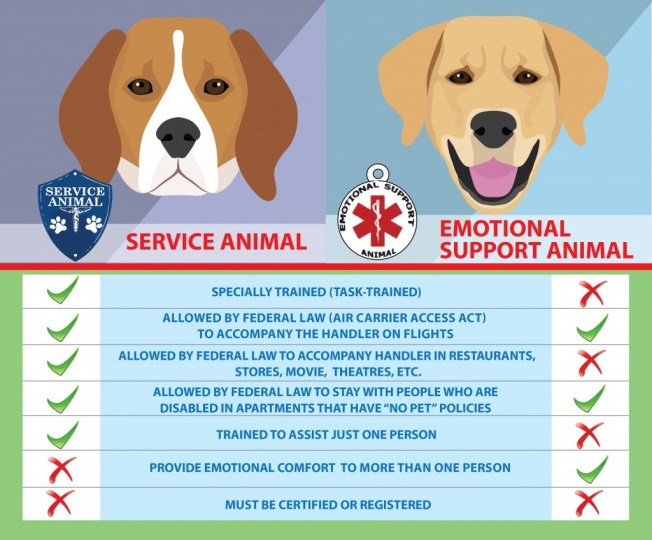 SERVICE
ANIMAL
SERVICE ANIMAL
EMOTIONAL SUPPORT
ANIMAL
EMOTIONAL
SUPPORT ANIMAL
SPECIALLY TRAINED (TASK-TRAINED)
ALLOWED BY FEDERAL LAW (AIR CARRIER ACCESS ACT)
TO ACCOMPANY THE HANDLER ON FLIGHTS
ALLOWED BY FEDERAL LAW TO ACCOMPANY HANDLER IN RESTAURANTS,
STORES, MOVIE, THEATRES, ETC.
ALLOWED BY FEDERAL LAW TO STAY WITH PEOPLE WHO ARE
DISABLED IN APARTMENTS THAT HAVE “NO PET” POLICIES
TRAINED TO ASSIST JUST ONE PERSON
PROVIDE EMOTIONAL COMFORT TO MORE THAN ONE PERSON
MUST BE CERTIFIED OR REGISTERED